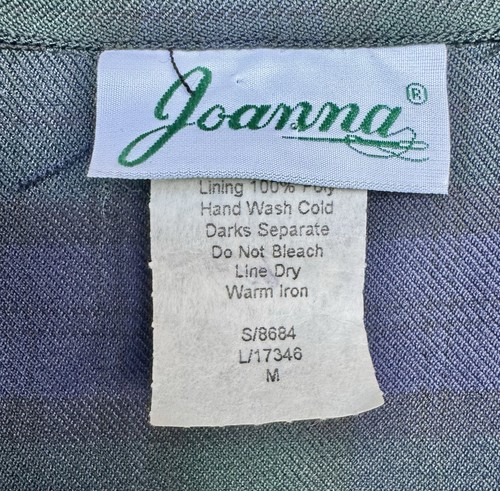 Joanna®
Lining 100% Poly
Hand Wash Cold
Darks Separate
Do Not Bleach
Line Dry
Warm Iron
S/8684
L/17346
M